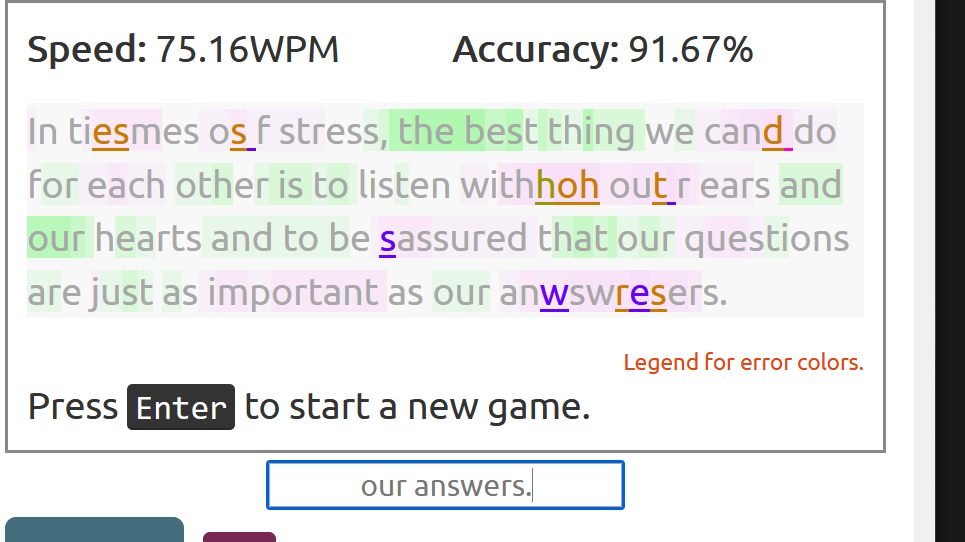 Speed: 75.16WPM Accuracy: 91.67%
In tiesmes os f stress, the best thing we cand do
for each other is to listen withhoh out r ears and
our hearts and to be sassured that our questions
are just as important as our anwswresers.
Legend for error colors.
Press Enter to start a new game.
our answers.